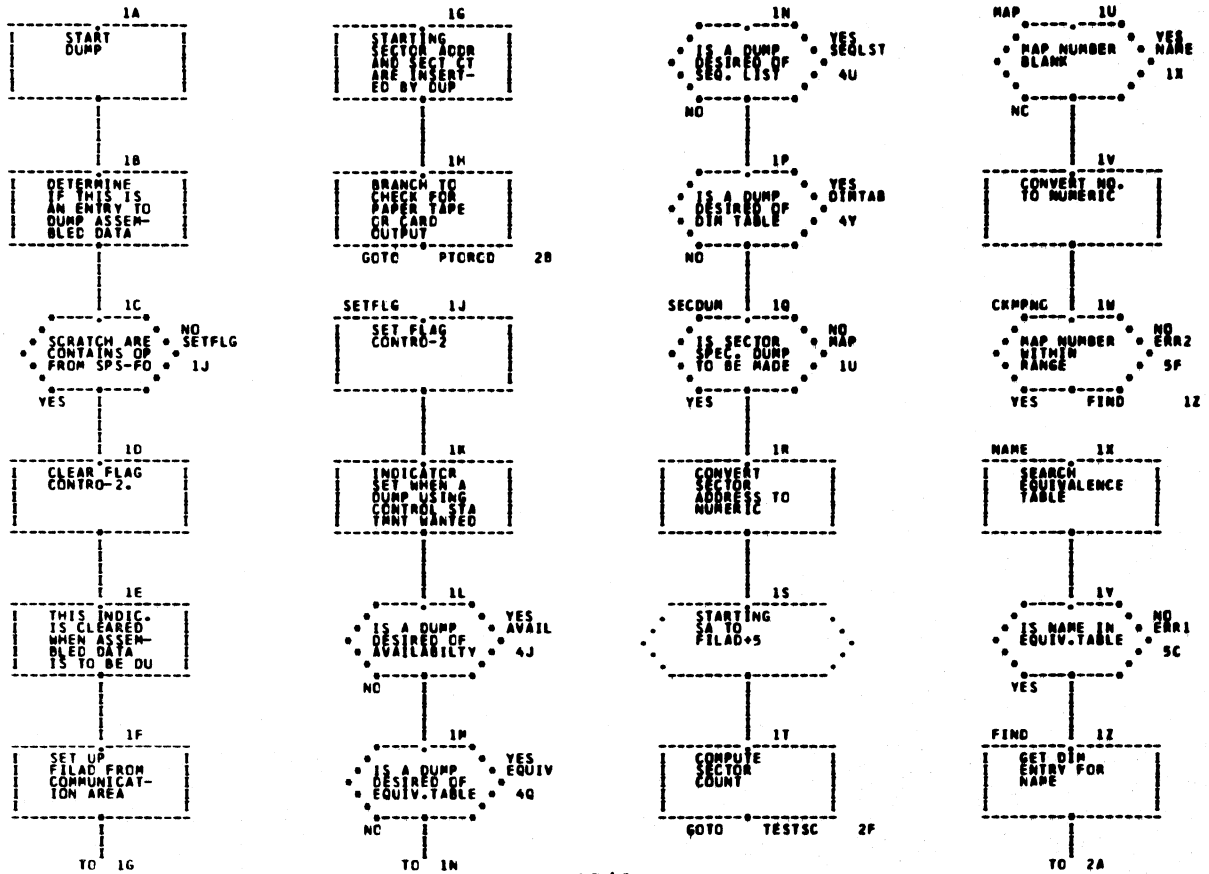 1A
START
DUMP
1B
DETERMINE
IF THIS IS
AN ENTRY TO
DUMP ASSEM-
BLED DATA
1C
SCRATCH ARE
CONTAINS OP
FROM SPS-FO
NO
SETFLG
1J
YES
1D
CLEAR FLAG
CONTRO-2.
1E
THIS INDIC.
IS CLEARED
WHEN ASSEM-
BLED DATA
IS TO BE DU
1F
SET UP
FILAD FROM
COMMUNICAT-
ION AREA
TO 1G
1G
STARTING
SECTOR ADDR
AND SECT CT
ARE INSERT-
ED BY DUP
1H
BRANCH TO
CHECK FOR
PAPER TAPE
OR CARD
OUTPUT
GOTO PTORCD 2B
SETFLG 1J
SET FLAG
CONTRO-2
1K
INDICATOR
SET WHEN A
DUMP USING
CONTROL STA
TMNT WANTED
1L
IS A DUMP
DESIRED OF
AVAILABILTY
YES
AVAIL
4J
NO
1M
IS A DUMP
DESIRED OF
EQUIV.TABLE
YES
EQUIV
4Q
NO
TO 1N
1N
IS A DUMP
DESIRED OF
SEQ. LIST
YES
SEQLST
4U
NO
1P
IS A DUMP
DESIRED OF
DIM TABLE
YES
DIMTAB
4Y
NO
SECDUM 1Q
IS SECTOR
SPEC. DUMP
TO BE MADE
NO
MAP
1U
YES
1R
CONVERT
SECTOR
ADDRESS TO
NUMERIC
1S
STARTING
SA TO
FILAD+5
1T
COMPUTE
SECTOR
COUNT
GOTO TESTSC 2F
MAP 1U
MAP NUMBER
BLANK
YES
NAME
1X
NO
1V
CONVERT NO.
TO NUMERIC
CKMPNG 1W
MAP NUMBER
WITHIN
RANGE
NO
ERR2
5F
YES FIND 1Z
NAME 1X
SEARCH
EQUIVALENCE
TABLE
1Y
IS NAME IN
EQUIV.TABLE
NO
ERR1
5C
YES
FIND 1Z
GET DIM
ENTRY FOR
NAME
TO 2A